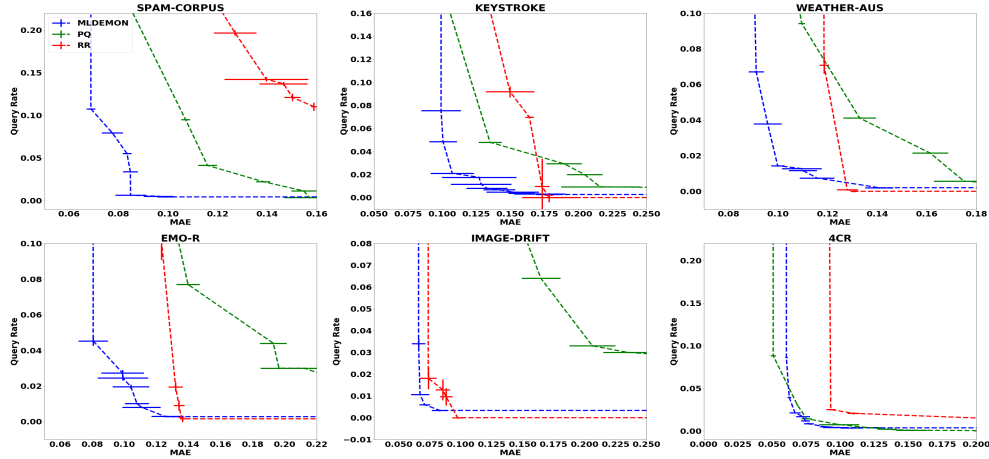 SPAM-CORPUS
MLDEMON
PQ
RR
Query Rate
0.20
0.15
0.10
0.05
0.00
0.06 0.08 0.10 0.12 0.14 0.16
MAE
KEYSTROKE
Query Rate
0.16
0.14
0.12
0.10
0.08
0.06
0.04
0.02
0.00
0.050 0.075 0.100 0.125 0.150 0.175 0.200 0.225 0.250
MAE
WEATHER-AUS
Query Rate
0.10
0.08
0.06
0.04
0.02
0.00
0.08 0.10 0.12 0.14 0.16 0.18
MAE
EMO-R
Query Rate
0.10
0.08
0.06
0.04
0.02
0.00
0.06 0.08 0.10 0.12 0.14 0.16 0.18 0.20 0.22
MAE
IMAGE-DRIFT
Query Rate
0.08
0.07
0.06
0.05
0.04
0.03
0.02
0.01
0.00
−0.01
0.050 0.075 0.100 0.125 0.150 0.175 0.200 0.225 0.250
MAE
4CR
Query Rate
0.20
0.15
0.10
0.05
0.00
0.000 0.025 0.050 0.075 0.100 0.125 0.150 0.175 0.200
MAE